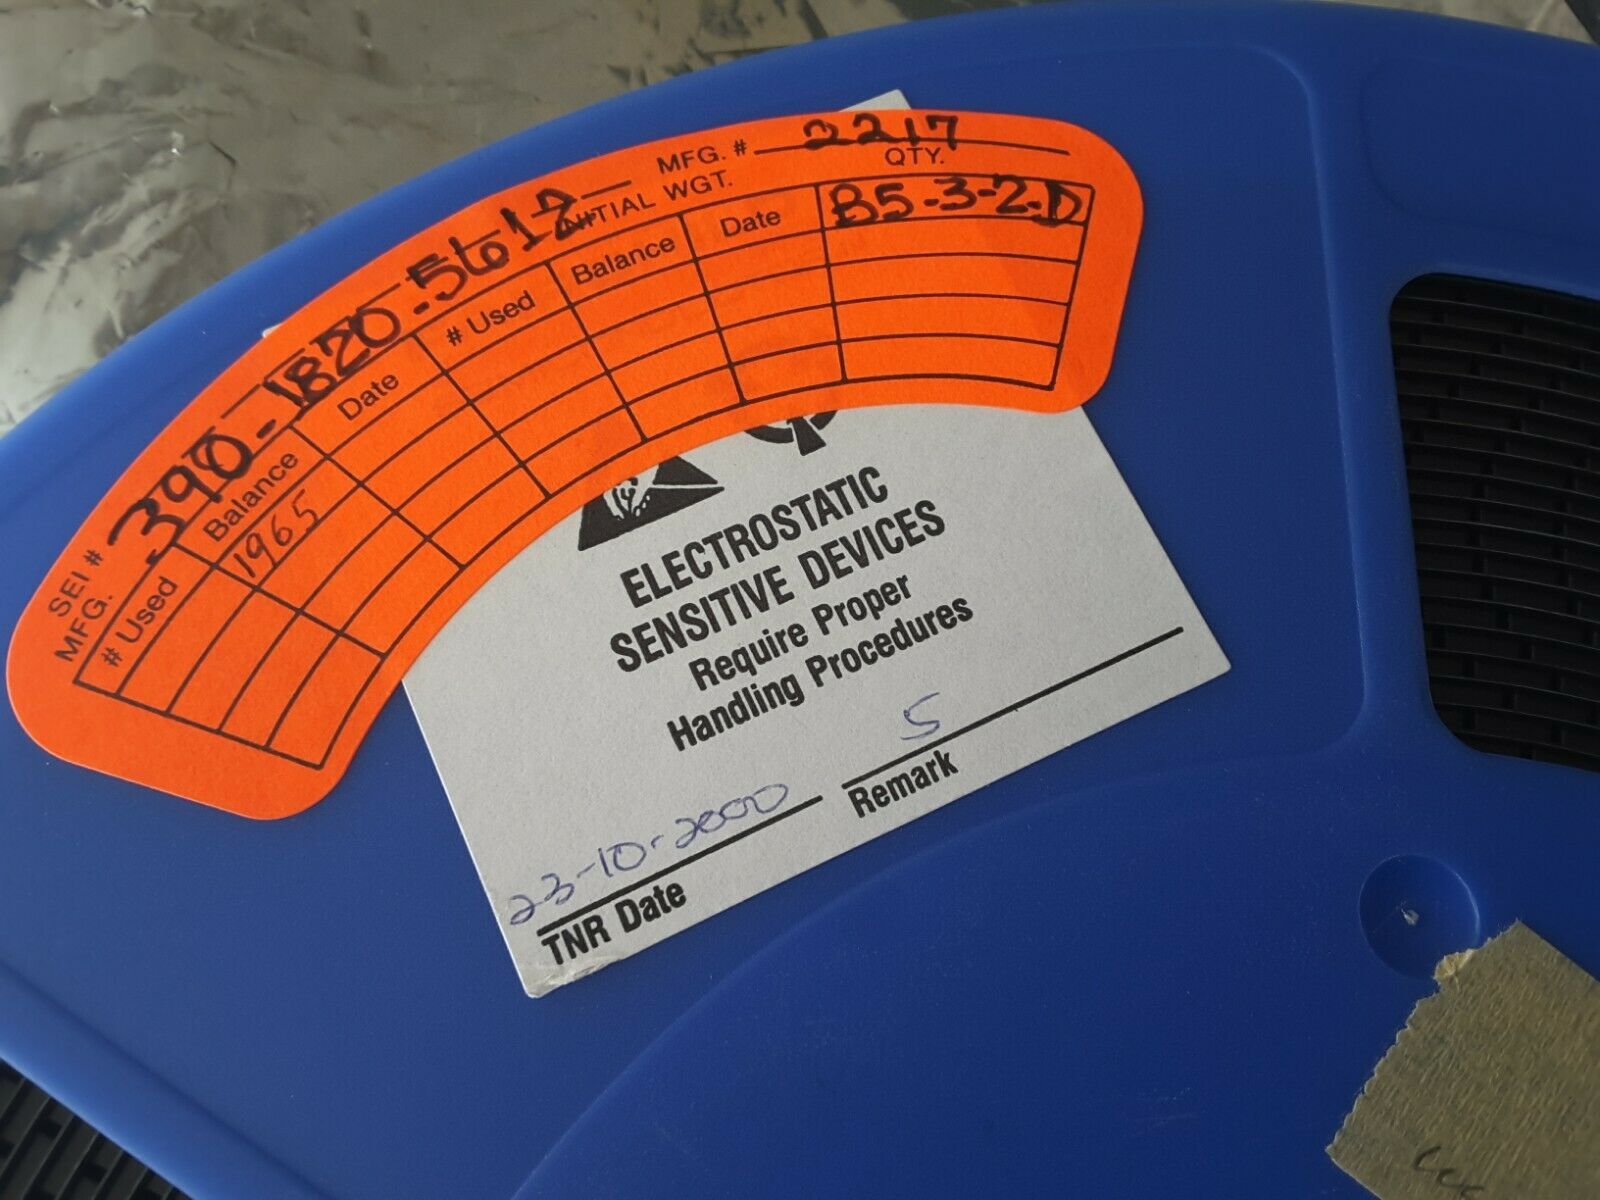 SEI # 390-1820-5612
MFG. # 2217
MFG.
INITIAL WGT.
QTY.
# Used Balance Date # Used Balance Date B5-3-2-D
1965
ELECTROSTATIC
SENSITIVE DEVICES
Require Proper
Handling Procedures
23-10-2000 5
TNR Date Remark